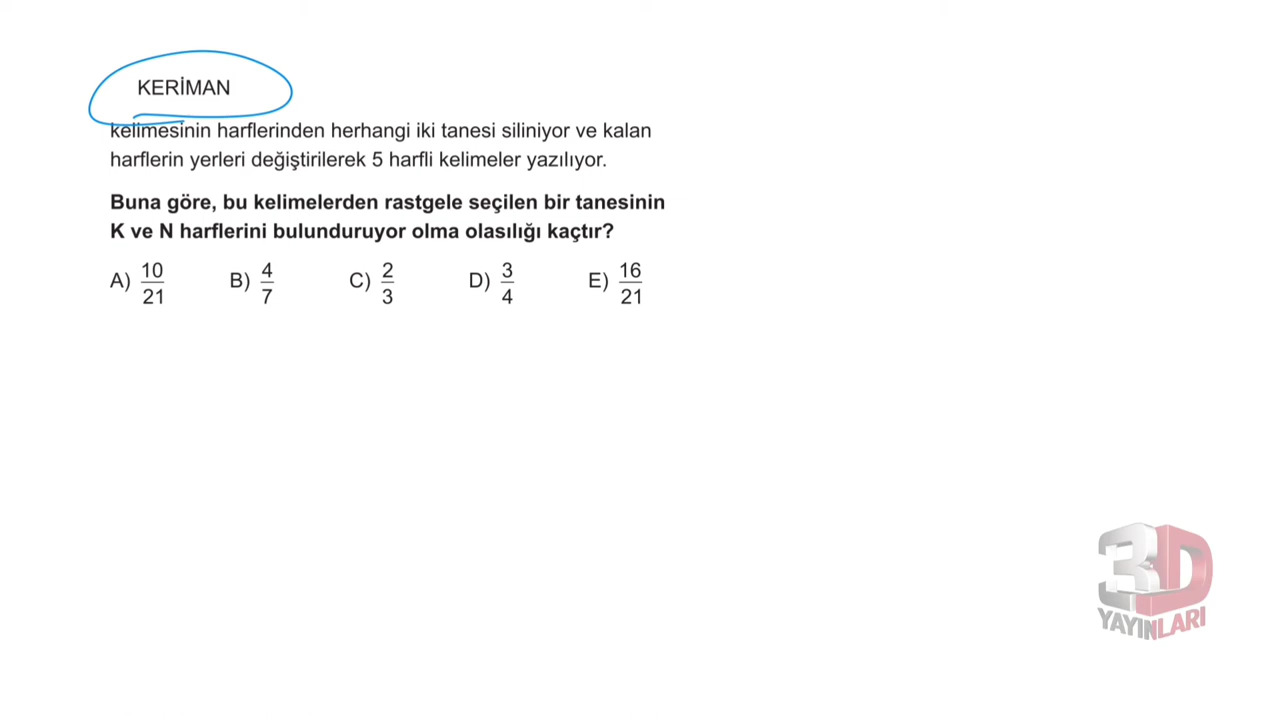 KERİMAN
kelimesinin harflerinden herhangi iki tanesi siliniyor ve kalan
harflerin yerleri değiştirilerek 5 harfli kelimeler yazılıyor.
Buna göre, bu kelimelerden rastgele seçilen bir tanesinin
K ve N harflerini bulunduruyor olma olasılığı kaçtır?
A) 10/21 B) 4/7 C) 2/3 D) 3/4 E) 16/21
3D
YAYINLARI